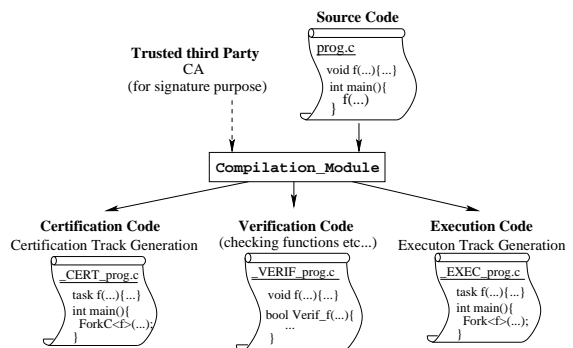 Source Code
prog.c
void f(...){...}
int main(){
f(...)
}
Trusted third Party
CA
(for signature purpose)
Compilation_Module
Certification Code
Certification Track Generation
_CERT_prog.c
task f(...){...}
int main(){
ForkC<f>(...);
}
Verification Code
(checking functions etc...)
_VERIF_prog.c
void f(...){...}
bool Verif_f(...){
...
}
Execution Code
Executon Track Generation
_EXEC_prog.c
task f(...){...}
int main(){
Fork<f>(...);
}